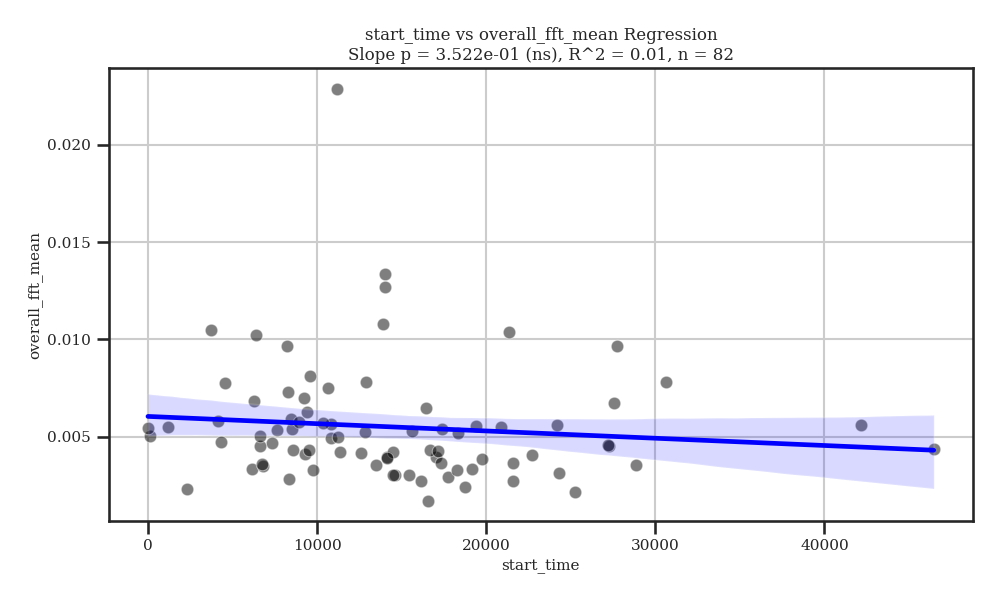 start_time vs overall_fft_mean Regression
Slope p = 3.522e-01 (ns), R^2 = 0.01, n = 82
0.020
0.015
0.010
0.005
overall_fft_mean
0 10000 20000 30000 40000
start_time